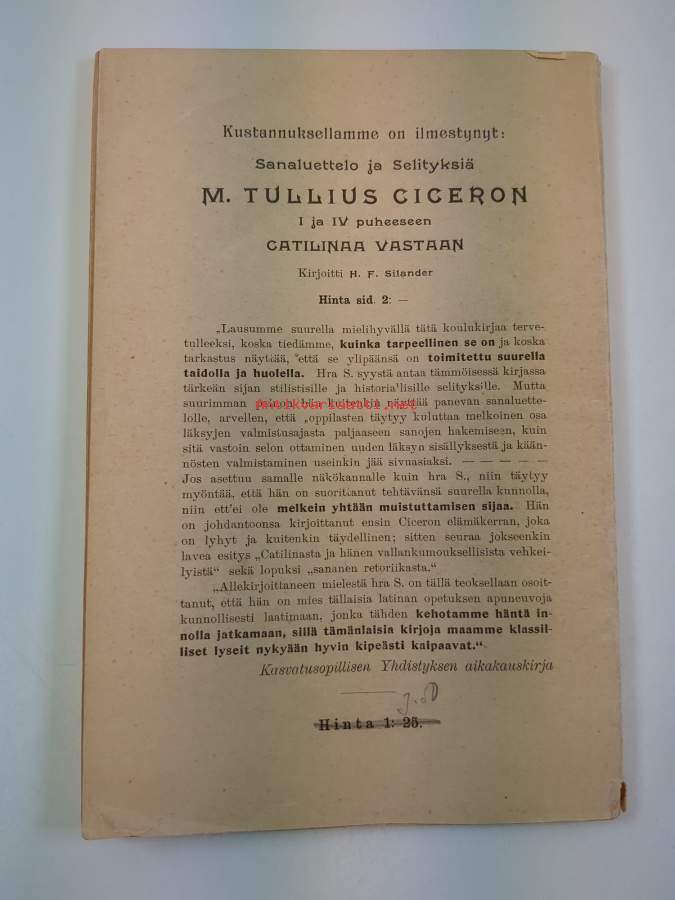 Kustannuksellamme on ilmestynyt:
Sanaluettelo ja Selityksiä
M. TULLIUS CICERON
I ja IV puheeseen
CATILINAA VASTAAN
Kirjoitti H. F. Silander
Hinta sid. 2: —
„Lausumme suurella mielihyvällä tätä koulukirjaa terve-
tulleeksi, koska tiedämme, kuinka tarpeellinen se on ja koska
tarkastus näyttää, että se ylipäänsä on toimitettu suurella
taidolla ja huolella. Hra S. syystä antaa tämmöisessä kirjassa
tärkeän sijan stilistisille ja historiallisille selityksille. Mutta
suurimman painon hän kuitenkin näyttää panevan sanaluette-
antikvariaatti.net
lolle, arvellen, että „oppilasten täytyy kuluttaa melkoinen osa
läksyjen valmistusajasta paljaaseen sanojen hakemiseen, kuin
sitä vastoin selon ottaminen uuden läksyn sisällyksestä ja kään-
nösten valmistaminen useinkin jää sivuasiaksi. — — — — —
Jos asettuu samalle näkökannalle kuin hra S., niin täytyy
myöntää, että hän on suorittanut tehtävänsä suurella kunnolla,
niin ett'ei ole melkein yhtään muistuttamisen sijaa. Hän
on johdantoonsa kirjoittanut ensin Ciceron elämäkerran, joka
on lyhyt ja kuitenkin täydellinen; sitten seuraa jokseenkin
lavea esitys „Catilinasta ja hänen vallankumouksellisista vehkei-
lyistä“ sekä lopuksi „sananen retoriikasta.“
„Allekirjoittaneen mielestä hra S. on tällä teoksellaan osoit-
tanut, että hän on mies tällaisia latinan opetuksen apuneuvoja
kunnollisesti laatimaan, jonka tähden kehotamme häntä in-
nolla jatkamaan, sillä tämänlaisia kirjoja maamme klassil-
liset lyseit nykyään hyvin kipeästi kaipaavat.“
Kasvatusopillisen Yhdistyksen aikakauskirja
Hinta 1: 25.